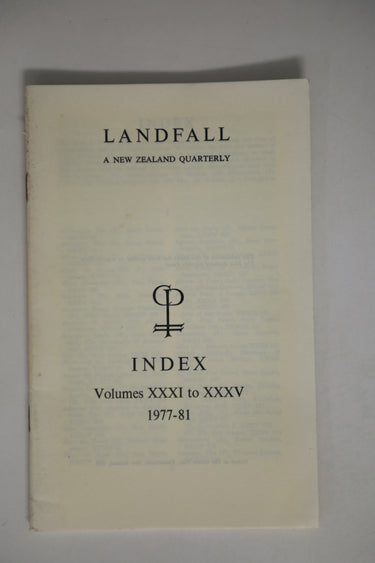 LANDFALL
A NEW ZEALAND QUARTERLY
INDEX
Volumes XXXI to XXXV
1977-81